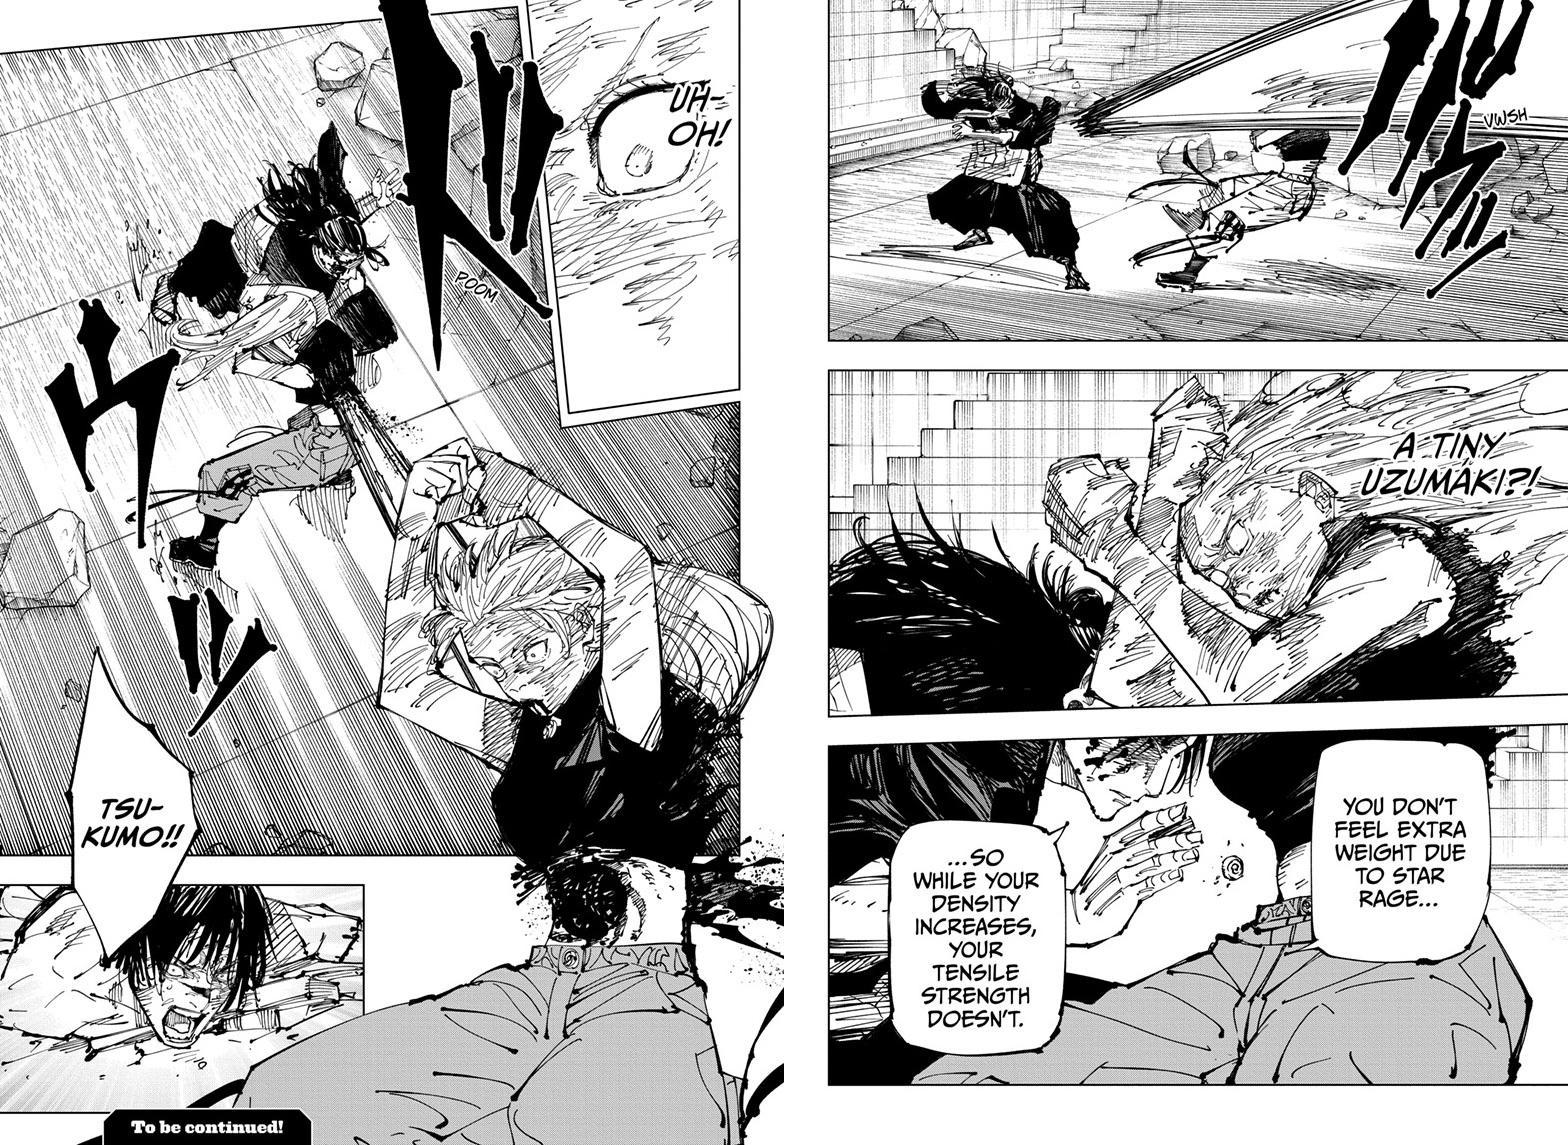 VWSH
A TINY
UZUMAKI?!
YOU DON'T
FEEL EXTRA
WEIGHT DUE
TO STAR
RAGE...
...SO
WHILE YOUR
DENSITY
INCREASES,
YOUR
TENSILE
STRENGTH
DOESN'T.
UH-
OH!
POOM
TSU-
KUMO!!
To be continued!